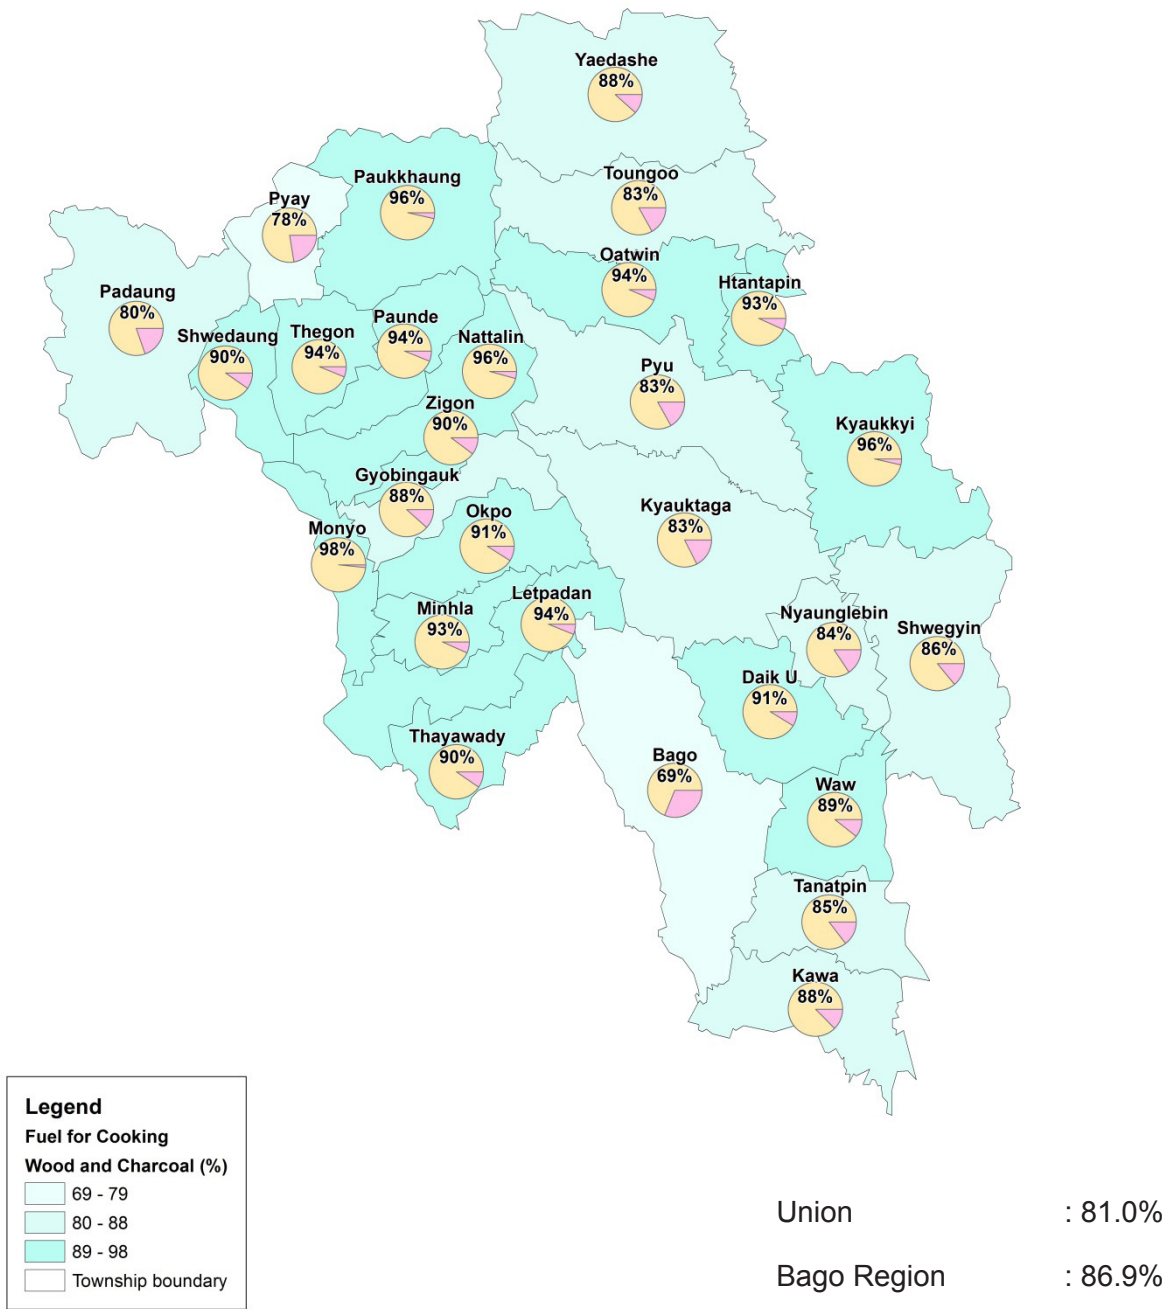 Yaedashe
88%
Paukkhaung
96%
Toungoo
83%
Pyay
78%
Oatwin
94%
Htantapin
93%
Padaung
80%
Shwedaung
90%
Thegon
94%
Paunde
94%
Nattalin
96%
Pyu
83%
Zigon
90%
Kyaukkyi
96%
Gyobingauk
88%
Okpo
91%
Kyauktaga
83%
Monyo
98%
Minhla
93%
Letpadan
94%
Nyaunglebin
84%
Shwegyin
86%
Daik U
91%
Thayawady
90%
Bago
69%
Waw
89%
Tanatpin
85%
Kawa
88%
Legend
Fuel for Cooking
Wood and Charcoal (%)
69 - 79
80 - 88
89 - 98
Township boundary
Union : 81.0%
Bago Region : 86.9%